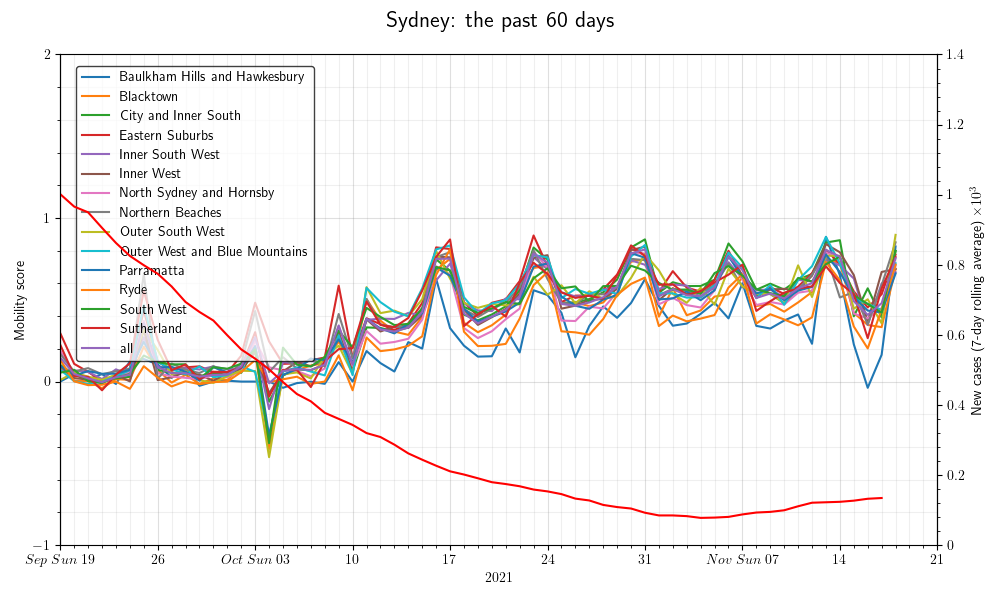 Sydney: the past 60 days
2
1.4
Baulkham Hills and Hawkesbury
Blacktown
City and Inner South
Eastern Suburbs
Inner South West
Inner West
North Sydney and Hornsby
Northern Beaches
Outer South West
Outer West and Blue Mountains
Parramatta
Ryde
South West
Sutherland
all
1.2
1
1
0.8
0.6
0.4
0.2
0
0
−1
Mobility score
New cases (7-day rolling average) ×10³
Sep Sun 19
26
Oct Sun 03
10
17
24
31
Nov Sun 07
14
21
2021